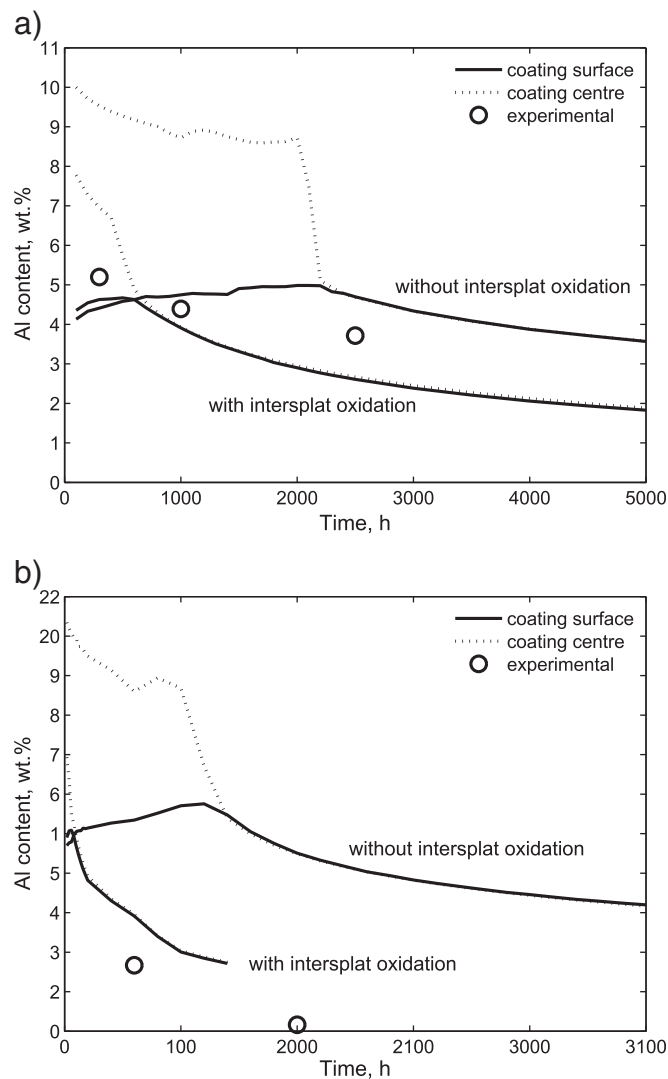 a)
11
10
9
8
7
6
5
4
3
2
1
0
Al content, wt.%
coating surface
coating centre
experimental
without intersplat oxidation
with intersplat oxidation
0 1000 2000 3000 4000 5000
Time, h
b)
22
20
9
8
7
6
1
5
4
3
2
0
Al content, wt.%
coating surface
coating centre
experimental
without intersplat oxidation
with intersplat oxidation
0 100 2000 2100 3000 3100
Time, h